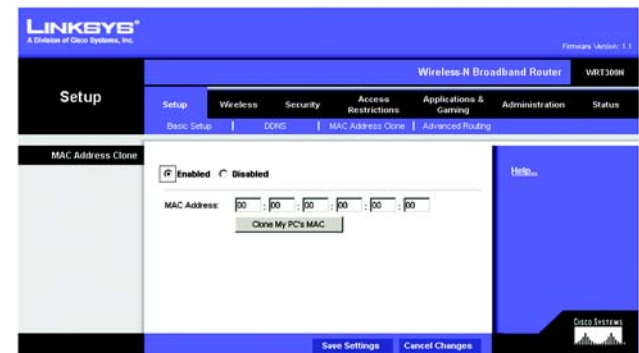 LINKSYS®
A Division of Cisco Systems, Inc.
Firmware Version: 1.1
Wireless-N Broadband Router WRT300N
Setup
Setup Wireless Security Access Restrictions Applications & Gaming Administration Status
Basic Setup | DDNS | MAC Address Clone | Advanced Routing
MAC Address Clone
Enabled Disabled
Help...
MAC Address: 00 : 00 : 00 : 00 : 00 : 00
Clone My PC's MAC
CISCO SYSTEMS
Save Settings Cancel Changes